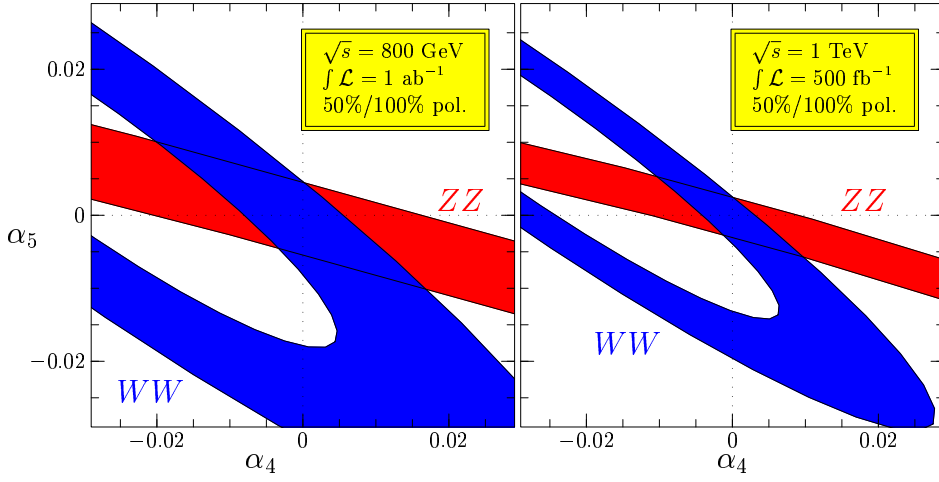 √s = 800 GeV
∫ℒ = 1 ab⁻¹
50%/100% pol.
√s = 1 TeV
∫ℒ = 500 fb⁻¹
50%/100% pol.
0.02
0
−0.02
α₅
ZZ
WW
ZZ
WW
−0.02 0 0.02
−0.02 0 0.02
α₄
α₄